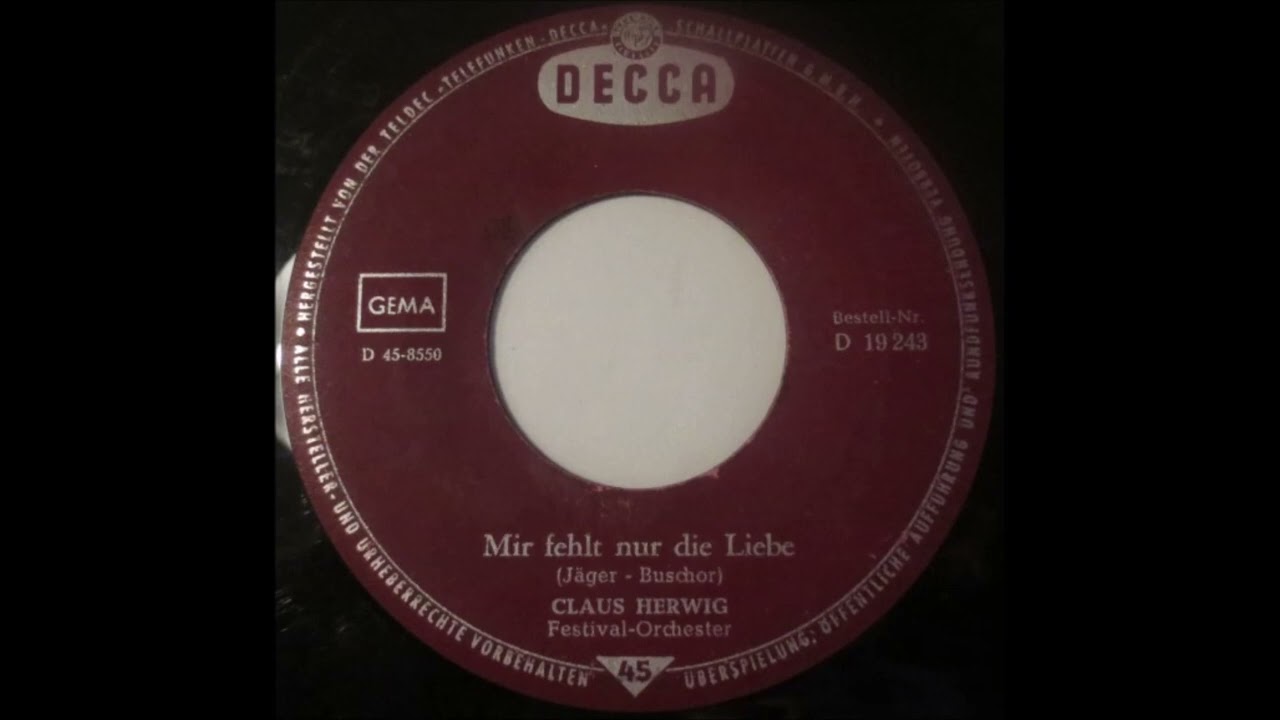 DECCA
HERGESTELLT VON DER TELDEC »TELEFUNKEN - DECCA« SCHALLPLATTEN G.M.B.H. • ALLE HERSTELLER- UND URHEBERRECHTE VORBEHALTEN
GEMA
D 45-8550
Bestell-Nr.
D 19 243
Mir fehlt nur die Liebe
(Jäger - Buschor)
CLAUS HERWIG
Festival-Orchester
45
ÜBERSPIELUNG; ÖFFENTLICHE AUFFÜHRUNG UND RUNDFUNKSENDUNG VERBOTEN